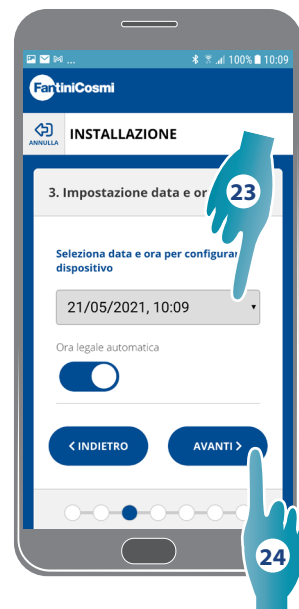 ... 100% 10:09
FantiniCosmi
ANNULLA
INSTALLAZIONE
3. Impostazione data e or
23
Seleziona data e ora per configurar
dispositivo
21/05/2021, 10:09
Ora legale automatica
< INDIETRO
AVANTI >
24